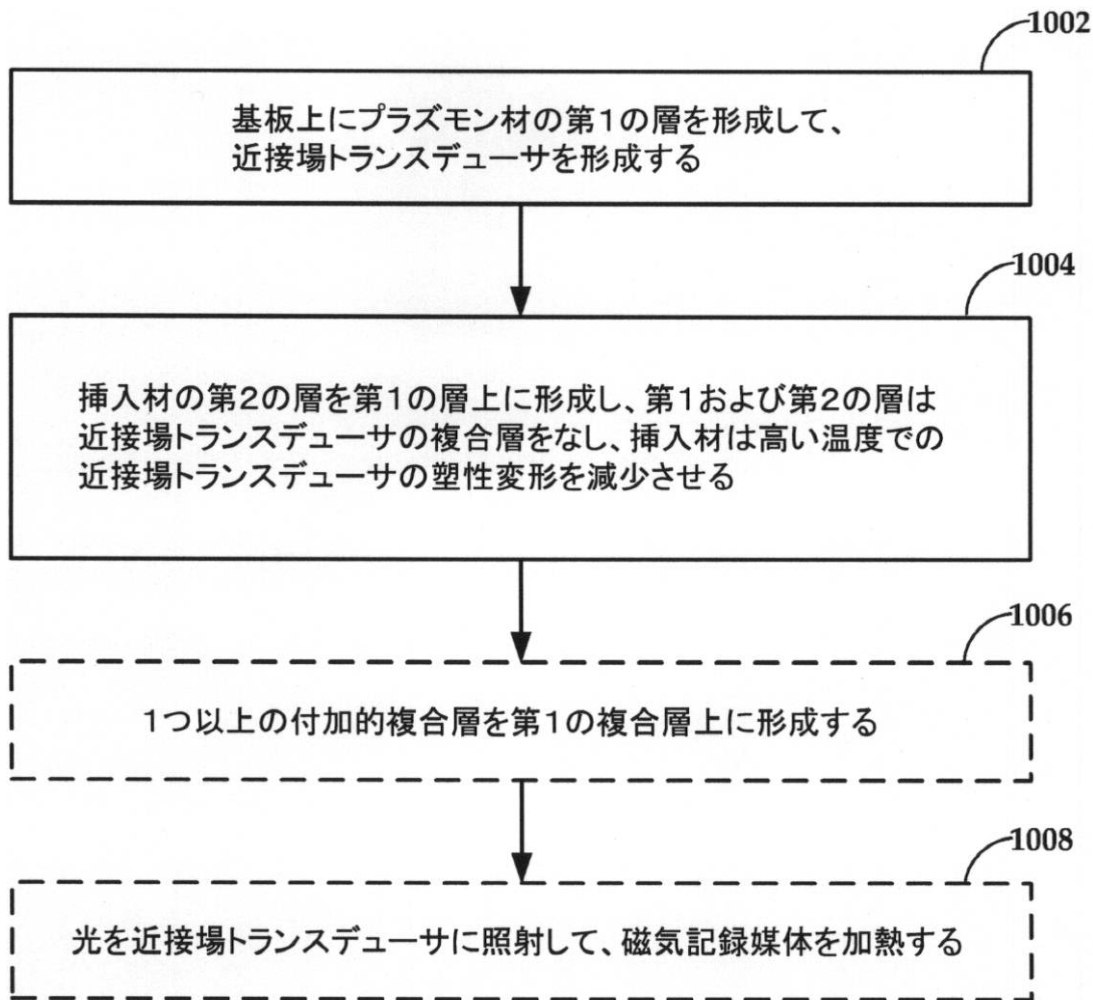 1002
基板上にプラズモン材の第1の層を形成して、
近接場トランスデューサを形成する
1004
挿入材の第2の層を第1の層上に形成し、第1および第2の層は
近接場トランスデューサの複合層をなし、挿入材は高い温度での
近接場トランスデューサの塑性変形を減少させる
1006
1つ以上の付加的複合層を第1の複合層上に形成する
1008
光を近接場トランスデューサに照射して、磁気記録媒体を加熱する